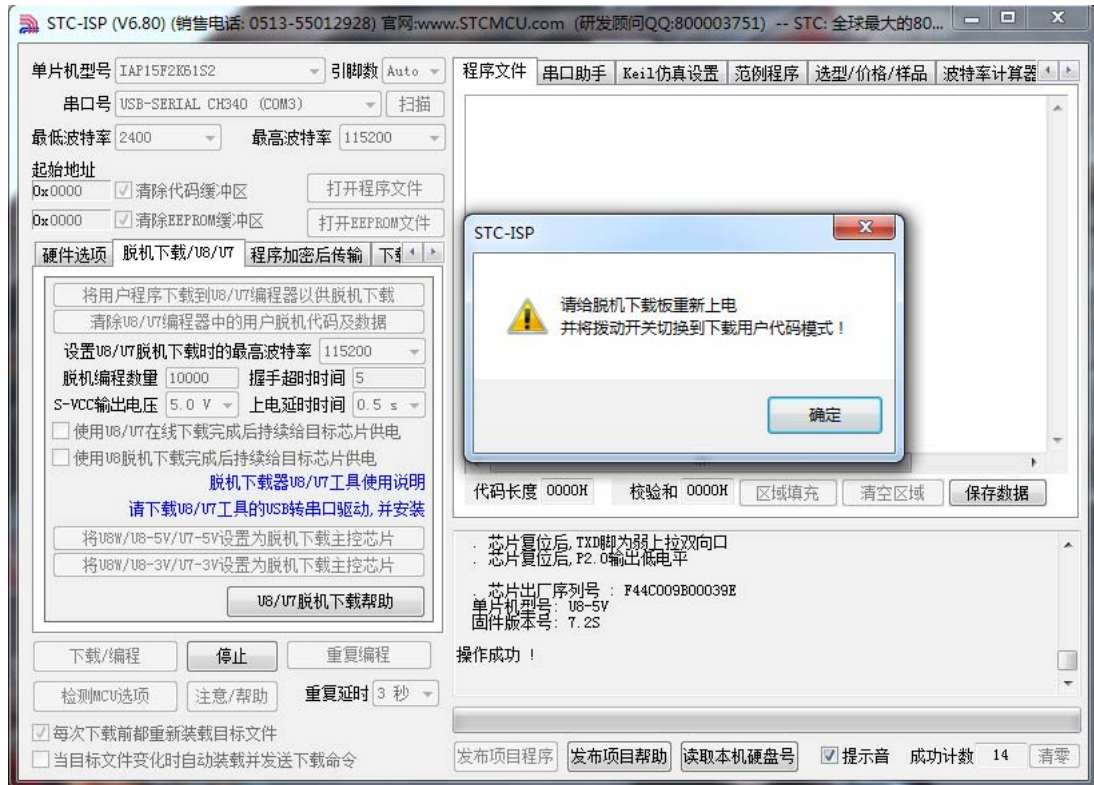 STC-ISP (V6.80) (销售电话: 0513-55012928) 官网:www.STCMCU.com (研发顾问QQ:800003751) -- STC: 全球最大的80...
单片机型号 IAP15F2K61S2 引脚数 Auto
串口号 USB-SERIAL CH340 (COM3) 扫描
最低波特率 2400 最高波特率 115200
起始地址
0x0000 清除代码缓冲区 打开程序文件
0x0000 清除EEPROM缓冲区 打开EEPROM文件
硬件选项 脱机下载/U8/U7 程序加密后传输
将用户程序下载到U8/U7编程器以供脱机下载
清除U8/U7编程器中的用户脱机代码及数据
设置U8/U7脱机下载时的最高波特率 115200
脱机编程数量 10000 握手超时时间 5
S-VCC输出电压 5.0 V 上电延时时间 0.5 s
使用U8/U7在线下载完成后持续给目标芯片供电
使用U8脱机下载完成后持续给目标芯片供电
脱机下载器U8/U7工具使用说明
请下载U8/U7工具的USB转串口驱动,并安装
将U8W/U8-5V/U7-5V设置为脱机下载主控芯片
将U8W/U8-3V/U7-3V设置为脱机下载主控芯片
U8/U7脱机下载帮助
下载/编程 停止 重复编程
检测MCU选项 注意/帮助 重复延时 3 秒
每次下载前都重新装载目标文件
当目标文件变化时自动装载并发送下载命令
程序文件 串口助手 Keil仿真设置 范例程序 选型/价格/样品 波特率计算器
STC-ISP
请给脱机下载板重新上电
并将拨动开关切换到下载用户代码模式！
确定
代码长度 0000H 校验和 0000H 区域填充 清空区域 保存数据
. 芯片复位后,TXD脚为弱上拉双向口
. 芯片复位后,P2.0输出低电平
. 芯片出厂序列号 : F44C009B00039E
单片机型号: U8-5V
固件版本号: 7.2S
操作成功 !
发布项目程序 发布项目帮助 读取本机硬盘号 提示音 成功计数 14 清零